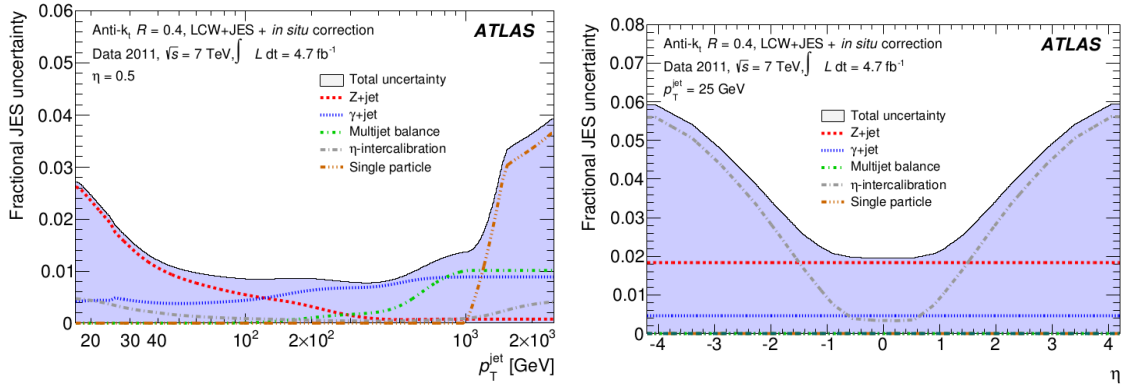 Fractional JES uncertainty
0.06
0.05
0.04
0.03
0.02
0.01
0
Anti-kt R = 0.4, LCW+JES + in situ correction
Data 2011, √s = 7 TeV,∫ L dt = 4.7 fb⁻¹
η = 0.5
ATLAS
Total uncertainty
Z+jet
γ+jet
Multijet balance
η-intercalibration
Single particle
20 30 40 10² 2×10² 10³ 2×10³
p_T^jet [GeV]
Fractional JES uncertainty
0.08
0.07
0.06
0.05
0.04
0.03
0.02
0.01
0
Anti-kt R = 0.4, LCW+JES + in situ correction
Data 2011, √s = 7 TeV,∫ L dt = 4.7 fb⁻¹
p_T^jet = 25 GeV
ATLAS
Total uncertainty
Z+jet
γ+jet
Multijet balance
η-intercalibration
Single particle
-4 -3 -2 -1 0 1 2 3 4
η